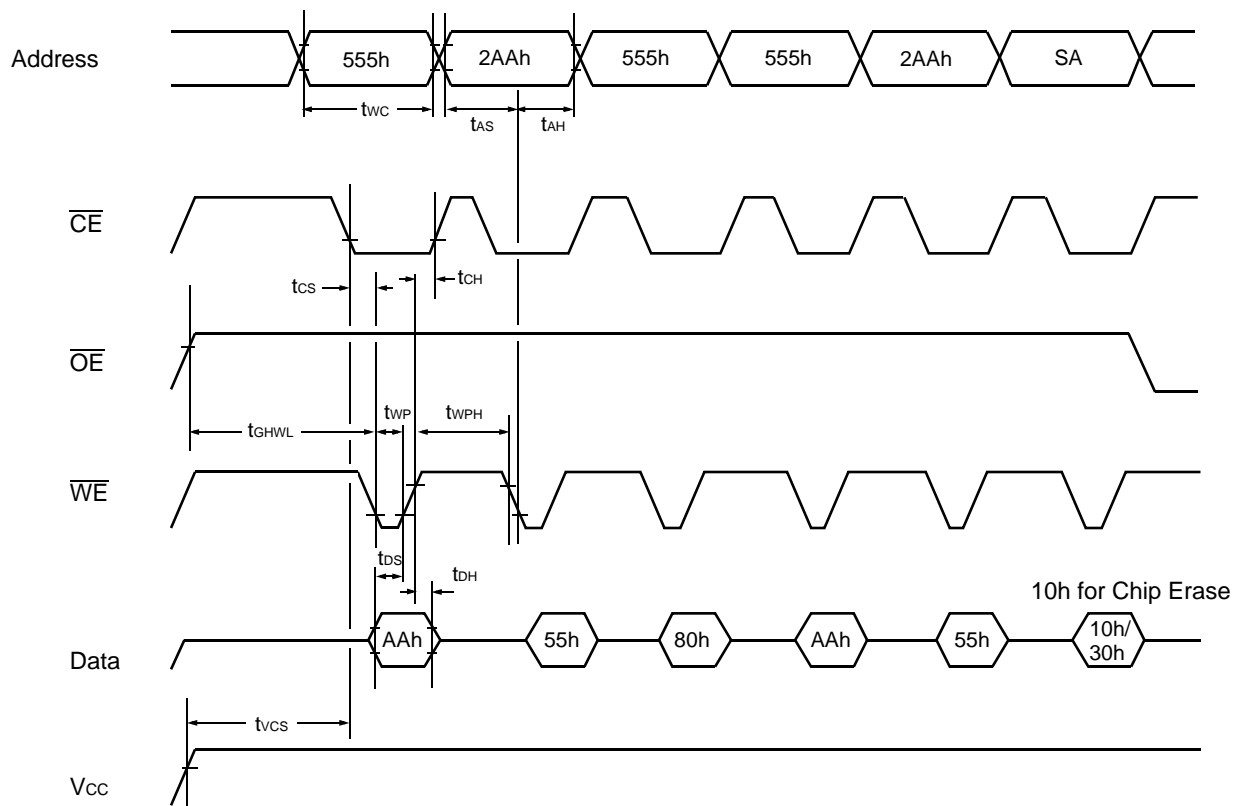 Address
555h 2AAh 555h 555h 2AAh SA
tWC tAS tAH
CE
tCS tCH
OE
tGHWL tWP tWPH
WE
tDS tDH
10h for Chip Erase
Data
AAh 55h 80h AAh 55h 10h/
30h
tVCS
VCC